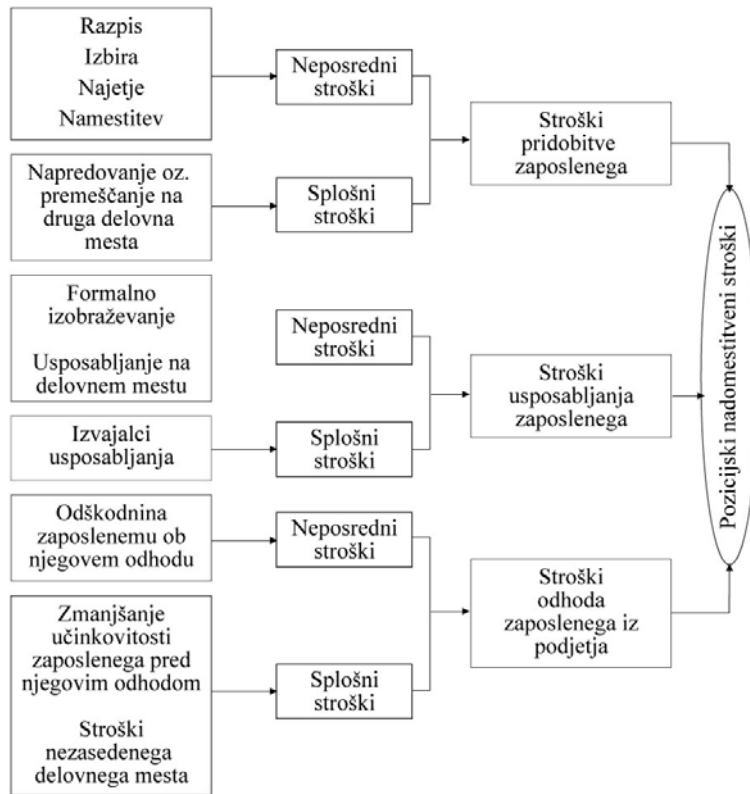 Razpis
Izbira
Najetje
Namestitev
Neposredni
stroški
Napredovanje oz.
premeščanje na
druga delovna
mesta
Splošni
stroški
Stroški
pridobitve
zaposlenega
Formalno
izobraževanje
Usposabljanje na
delovnem mestu
Neposredni
stroški
Izvajalci
usposabljanja
Splošni
stroški
Stroški
usposabljanja
zaposlenega
Odškodnina
zaposlenemu ob
njegovem odhodu
Neposredni
stroški
Zmanjšanje
učinkovitosti
zaposlenega pred
njegovim odhodom
Stroški
nezasedenega
delovnega mesta
Splošni
stroški
Stroški
odhoda
zaposlenega iz
podjetja
Pozicijski nadomestitveni stroški